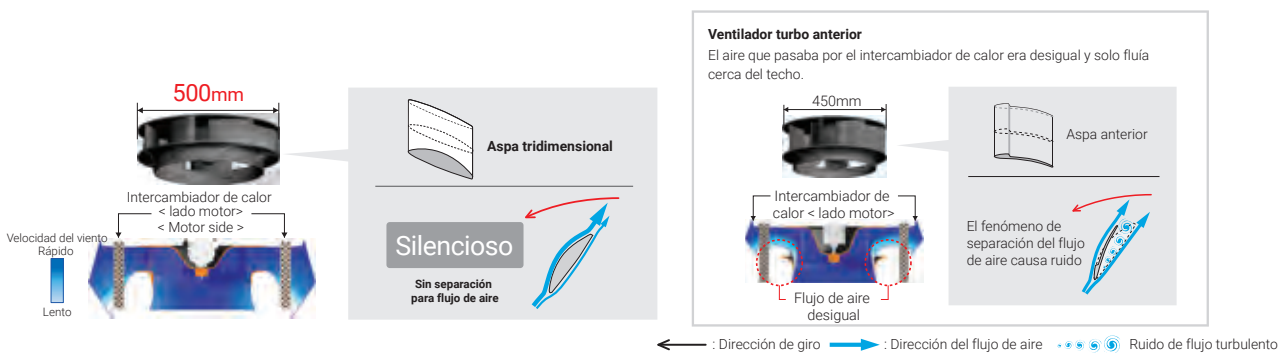 500mm
Aspa tridimensional
Intercambiador de calor
< lado motor>
< Motor side >
Velocidad del viento
Rápido
Lento
Silencioso
Sin separación
para flujo de aire
Ventilador turbo anterior
El aire que pasaba por el intercambiador de calor era desigual y solo fluía
cerca del techo.
450mm
Aspa anterior
Intercambiador de
calor < lado motor>
El fenómeno de
separación del flujo
de aire causa ruido
Flujo de aire
desigual
: Dirección de giro
: Dirección del flujo de aire
Ruido de flujo turbulento